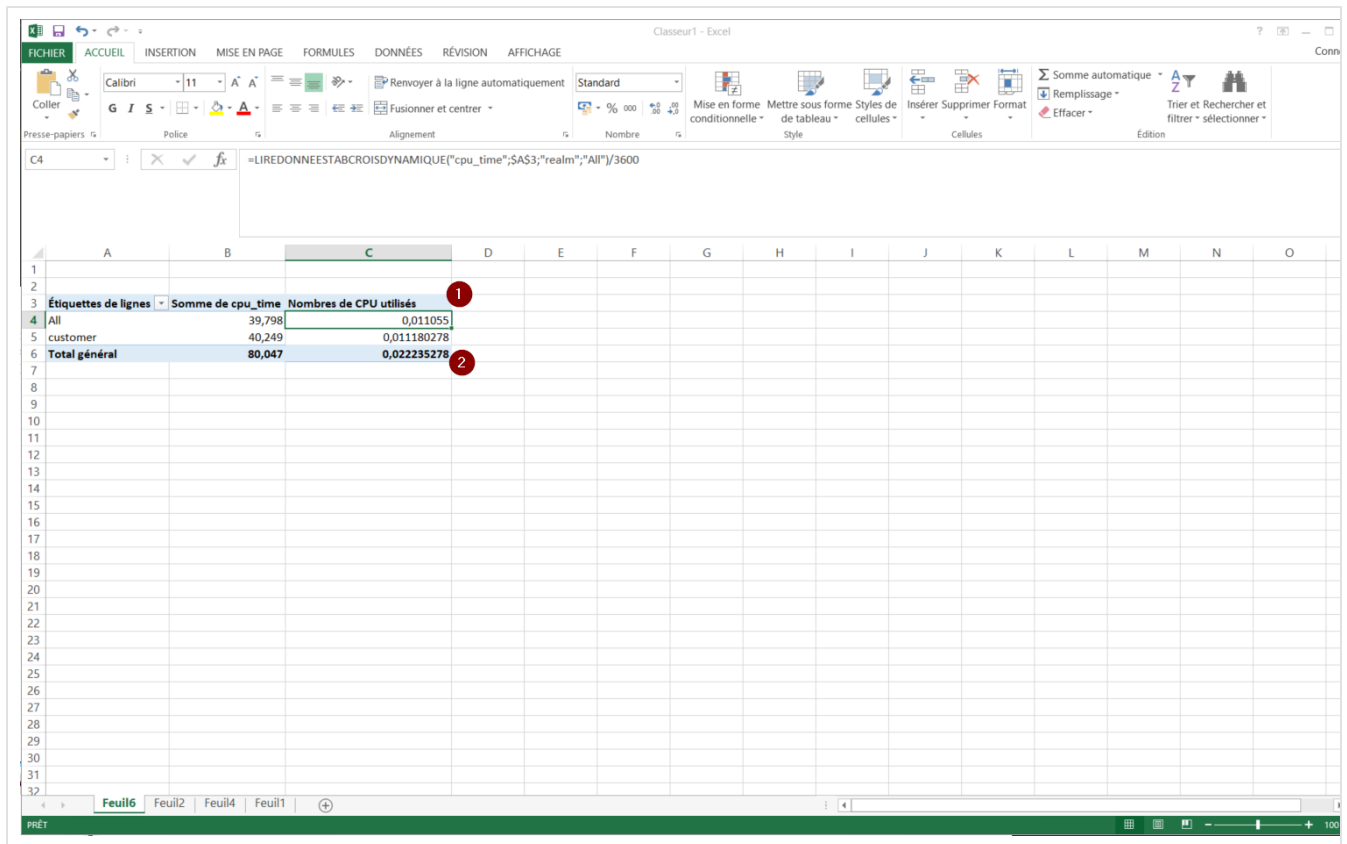 Classeur1 - Excel
?
FICHIER ACCUEIL INSERTION MISE EN PAGE FORMULES DONNÉES RÉVISION AFFICHAGE
Conn
Coller
Calibri 11 A A
Renvoyer à la ligne automatiquement
Standard
G I S A
Fusionner et centrer
% 000
Mise en forme conditionnelle
Mettre sous forme de tableau
Styles de cellules
Insérer Supprimer Format
Somme automatique
Remplissage
Effacer
Trier et filtrer
Rechercher et sélectionner
Presse-papiers Police Alignement Nombre Style Cellules Édition
C4 fx =LIREDONNEESTABCROISDYNAMIQUE("cpu_time";$A$3;"realm";"All")/3600
A B C D E F G H I J K L M N O
1
2
3 Étiquettes de lignes Somme de cpu_time Nombres de CPU utilisés 1
4 All 39,798 0,011055
5 customer 40,249 0,011180278
6 Total général 80,047 0,022235278 2
7
8
9
10
11
12
13
14
15
16
17
18
19
20
21
22
23
24
25
26
27
28
29
30
31
32
Feuil6 Feuil2 Feuil4 Feuil1
PRÊT
100